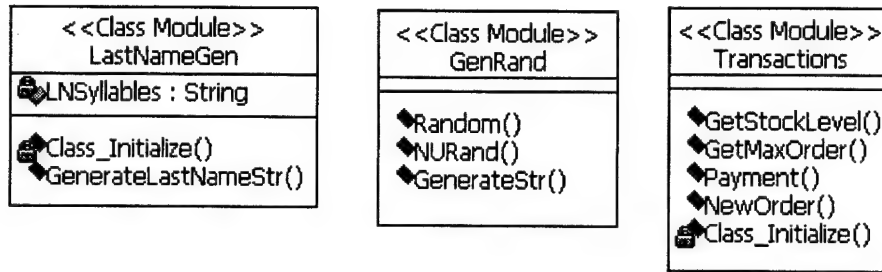 <<Class Module>>
LastNameGen
LNSyllables : String
Class_Initialize()
GenerateLastNameStr()
<<Class Module>>
GenRand
Random()
NURand()
GenerateStr()
<<Class Module>>
Transactions
GetStockLevel()
GetMaxOrder()
Payment()
NewOrder()
Class_Initialize()